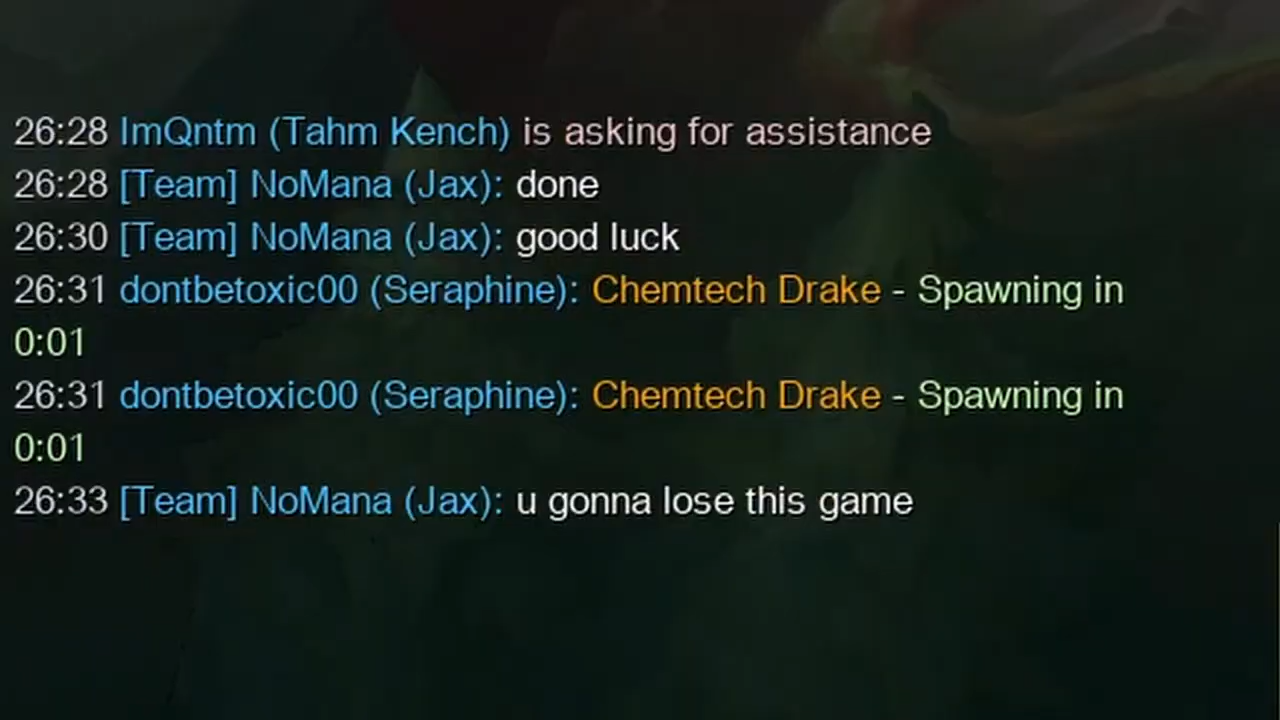 26:28 ImQntm (Tahm Kench) is asking for assistance
26:28 [Team] NoMana (Jax): done
26:30 [Team] NoMana (Jax): good luck
26:31 dontbetoxic00 (Seraphine): Chemtech Drake - Spawning in
0:01
26:31 dontbetoxic00 (Seraphine): Chemtech Drake - Spawning in
0:01
26:33 [Team] NoMana (Jax): u gonna lose this game